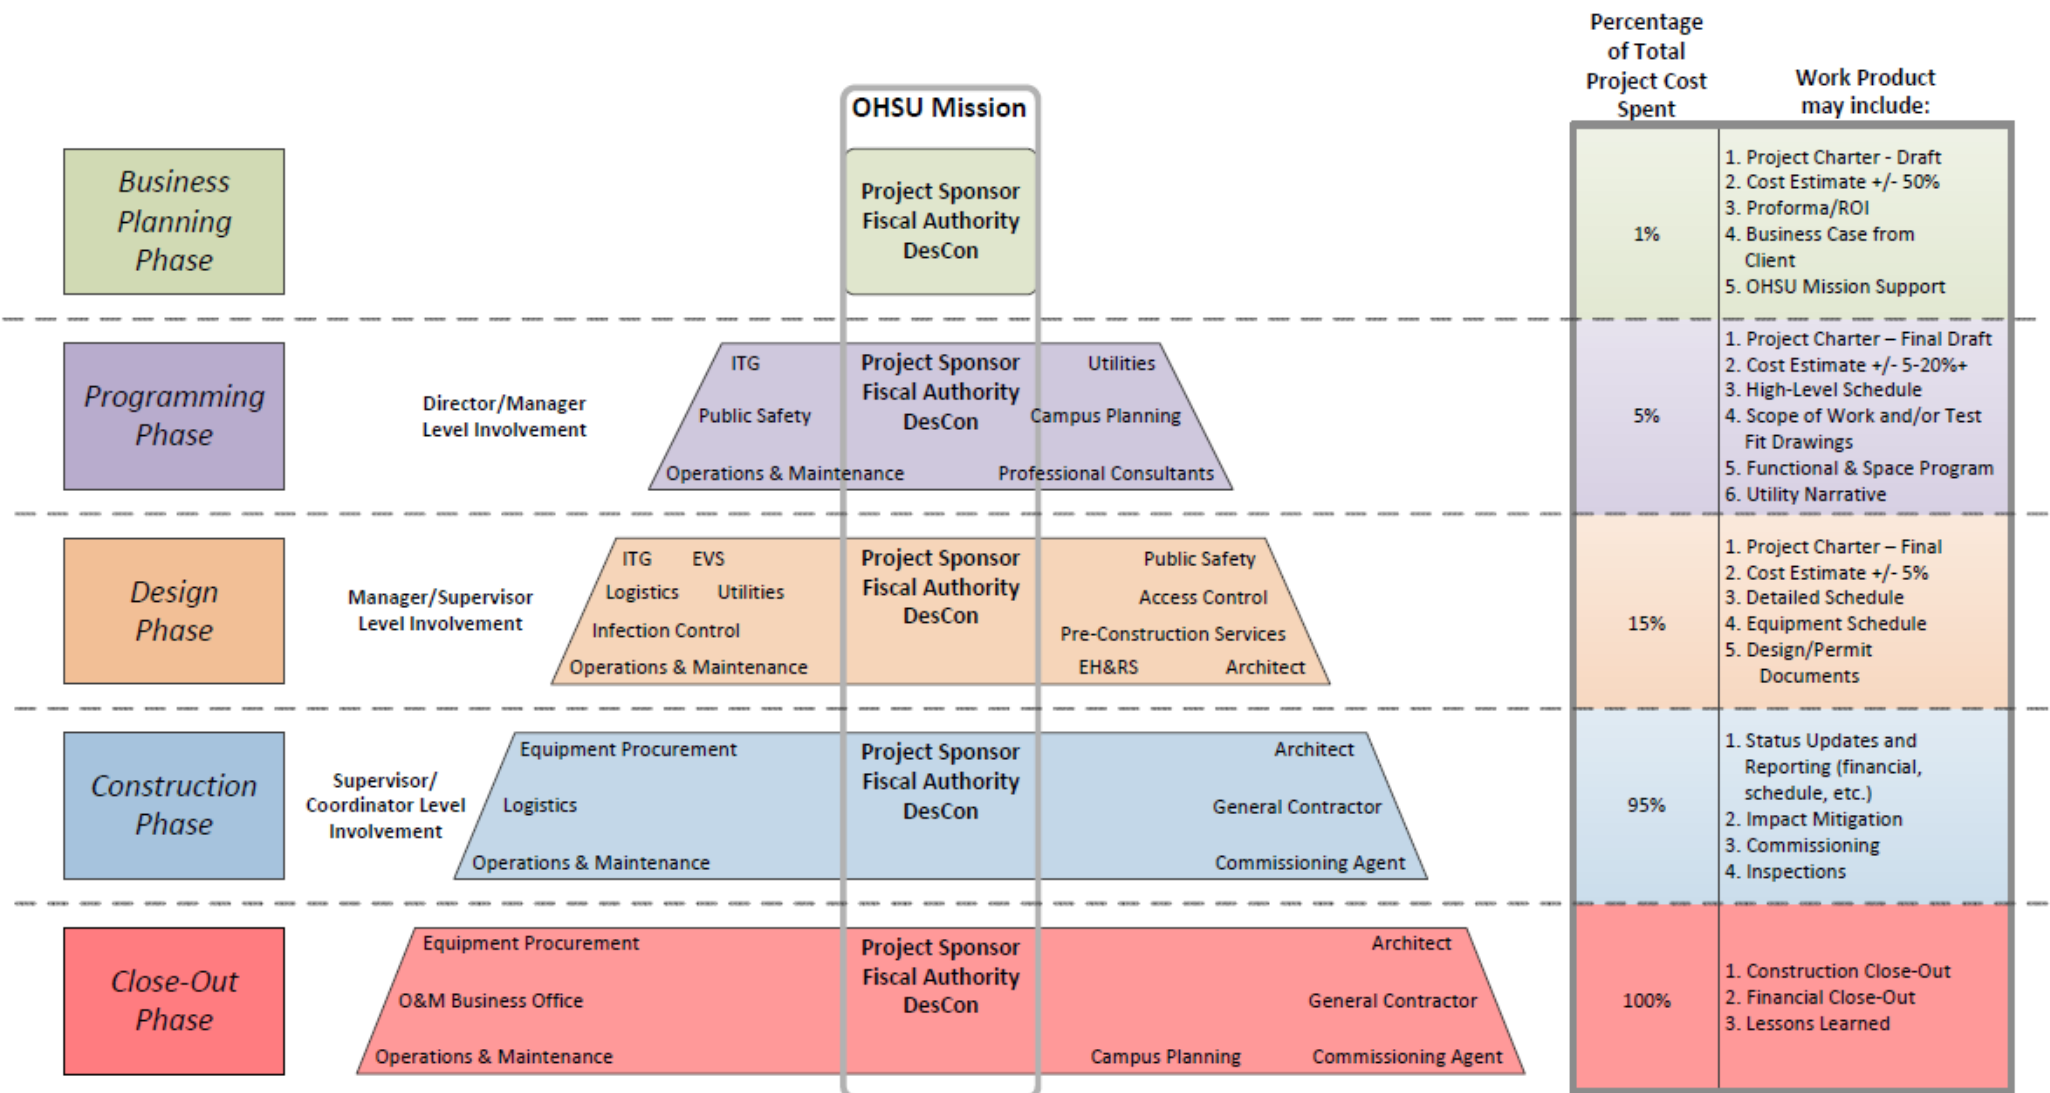 Percentage
of Total
Project Cost
Spent
Work Product
may include:
OHSU Mission
Business
Planning
Phase
Project Sponsor
Fiscal Authority
DesCon
1%
1. Project Charter - Draft
2. Cost Estimate +/- 50%
3. Proforma/ROI
4. Business Case from
Client
5. OHSU Mission Support
Programming
Phase
Director/Manager
Level Involvement
ITG
Public Safety
Operations & Maintenance
Project Sponsor
Fiscal Authority
DesCon
Utilities
Campus Planning
Professional Consultants
5%
1. Project Charter – Final Draft
2. Cost Estimate +/- 5-20%+
3. High-Level Schedule
4. Scope of Work and/or Test
Fit Drawings
5. Functional & Space Program
6. Utility Narrative
Design
Phase
Manager/Supervisor
Level Involvement
ITG EVS
Logistics Utilities
Infection Control
Operations & Maintenance
Project Sponsor
Fiscal Authority
DesCon
Public Safety
Access Control
Pre-Construction Services
EH&RS Architect
15%
1. Project Charter – Final
2. Cost Estimate +/- 5%
3. Detailed Schedule
4. Equipment Schedule
5. Design/Permit
Documents
Construction
Phase
Supervisor/
Coordinator Level
Involvement
Equipment Procurement
Logistics
Operations & Maintenance
Project Sponsor
Fiscal Authority
DesCon
Architect
General Contractor
Commissioning Agent
95%
1. Status Updates and
Reporting (financial,
schedule, etc.)
2. Impact Mitigation
3. Commissioning
4. Inspections
Close-Out
Phase
Equipment Procurement
O&M Business Office
Operations & Maintenance
Project Sponsor
Fiscal Authority
DesCon
Architect
General Contractor
Campus Planning Commissioning Agent
100%
1. Construction Close-Out
2. Financial Close-Out
3. Lessons Learned